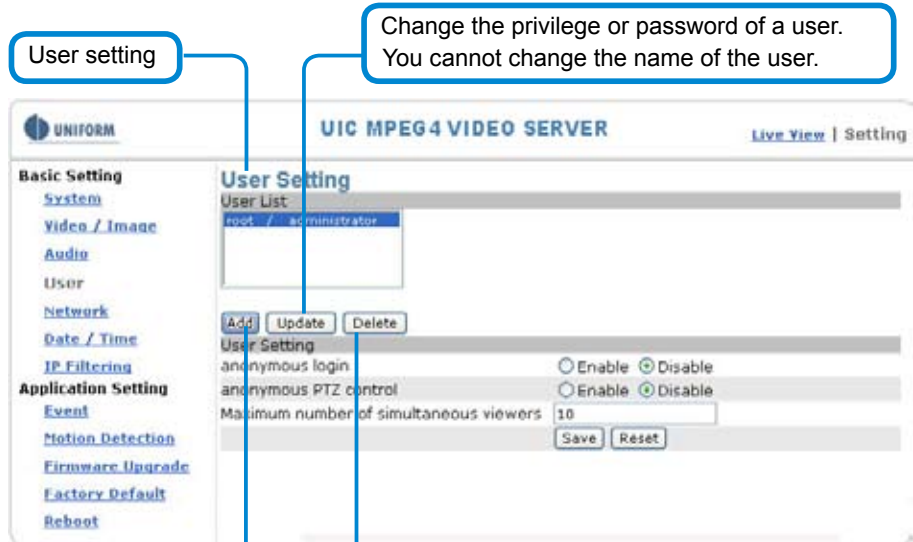 User setting
Change the privilege or password of a user.
You cannot change the name of the user.
UNIFORM
UIC MPEG4 VIDEO SERVER
Live View | Setting
Basic Setting
System
Video / Image
Audio
User
Network
Date / Time
IP Filtering
Application Setting
Event
Motion Detection
Firmware Upgrade
Factory Default
Reboot
User Setting
User List
root / administrator
Add Update Delete
User Setting
anonymous login Enable Disable
anonymous PTZ control Enable Disable
Maximum number of simultaneous viewers 10
Save Reset